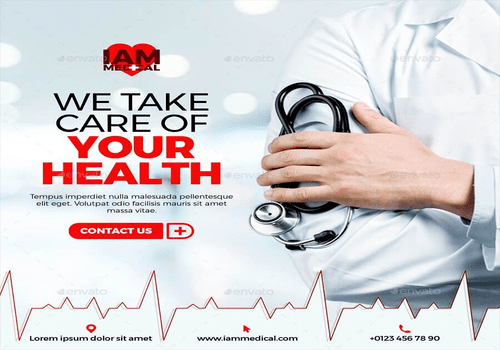 IAM
MEDICAL
WE TAKE
CARE OF
YOUR
HEALTH
Tempus imperdiet nulla malesuada pellentesque
elit eget. Volutpat odio facilisis mauris sit amet
massa vitae.
CONTACT US
Lorem ipsum dolor sit amet
www.iammedical.com
+0123 456 78 90
envato